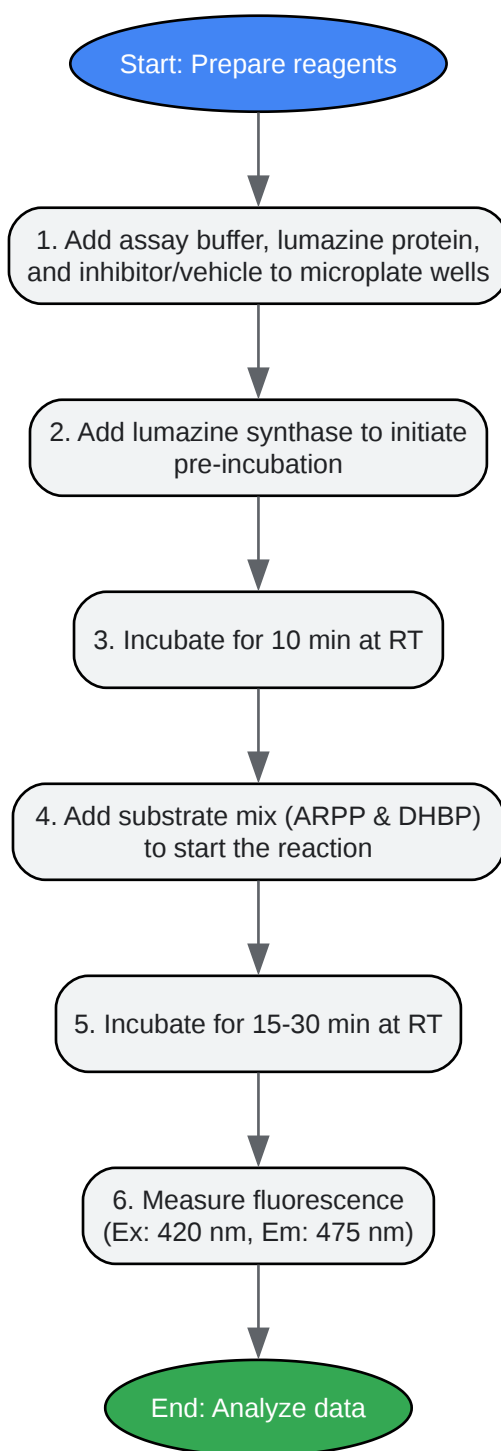 Start: Prepare reagents
1. Add assay buffer, lumazine protein,
and inhibitor/vehicle to microplate wells
2. Add lumazine synthase to initiate
pre-incubation
3. Incubate for 10 min at RT
4. Add substrate mix (ARPP & DHBP)
to start the reaction
5. Incubate for 15-30 min at RT
6. Measure fluorescence
(Ex: 420 nm, Em: 475 nm)
End: Analyze data